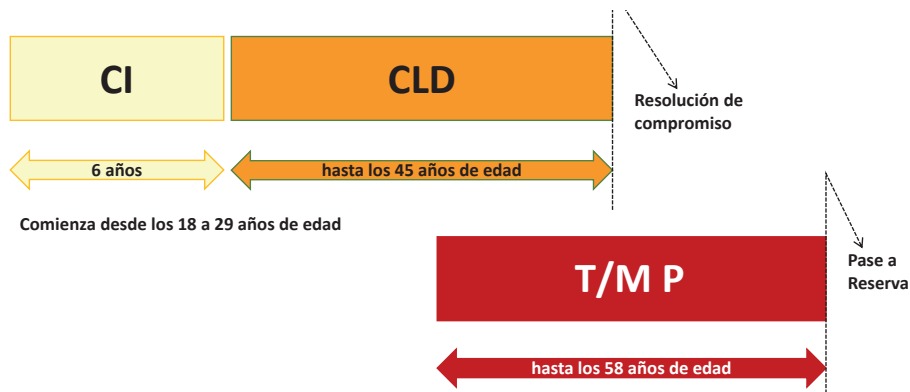 CI
CLD
Resolución de
compromiso
6 años
hasta los 45 años de edad
Comienza desde los 18 a 29 años de edad
T/M P
Pase a
Reserva
hasta los 58 años de edad